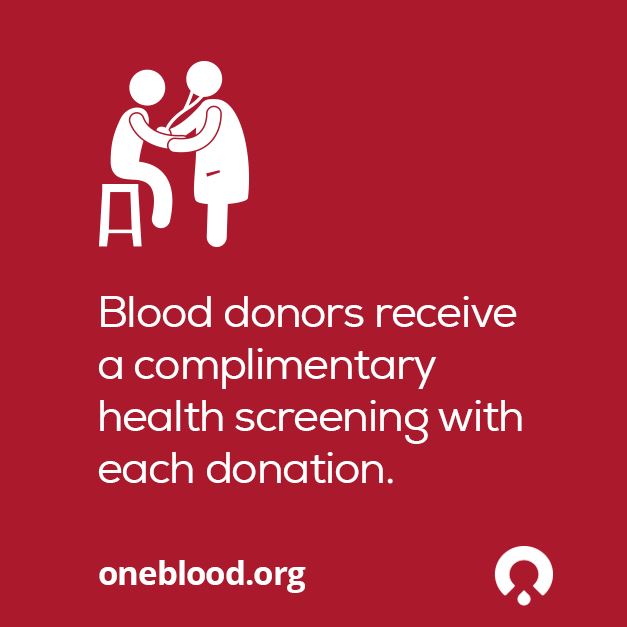 Blood donors receive
a complimentary
health screening with
each donation.
oneblood.org